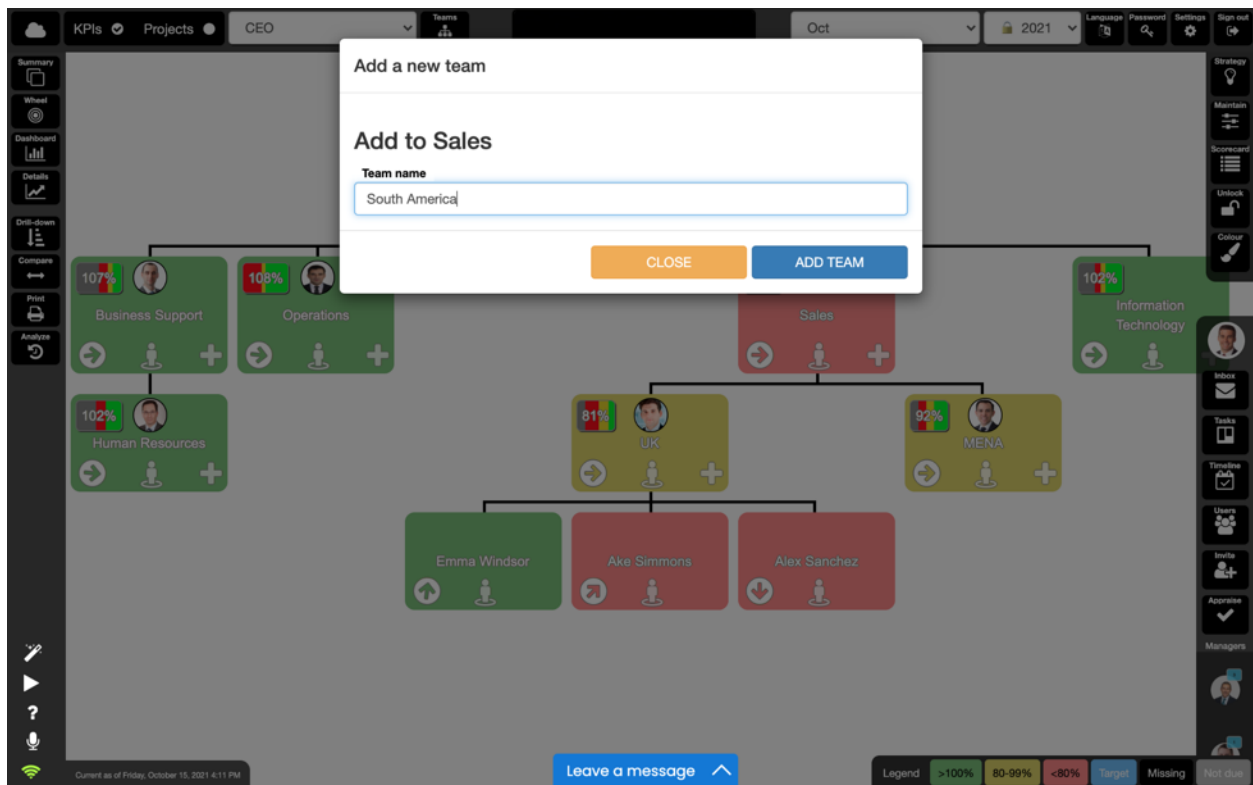 KPIs Projects CEO Teams Oct 2021 Language Password Settings Sign out
Summary
Wheel
Dashboard
Details
Drill-down
Compare
Print
Analyze
Add a new team
Add to Sales
Team name
South America
CLOSE ADD TEAM
107%
Business Support
108%
Operations
Sales
102%
Information
Technology
102%
Human Resources
81%
UK
92%
MENA
Emma Windsor
Ake Simmons
Alex Sanchez
Strategy
Maintain
Scorecard
Unlock
Colour
Inbox
Tasks
Timeline
Users
Invite
Appraise
Managers
?
Current as of Friday, October 15, 2021 4:11 PM
Leave a message
Legend >100% 80-99% <80% Target Missing Not due